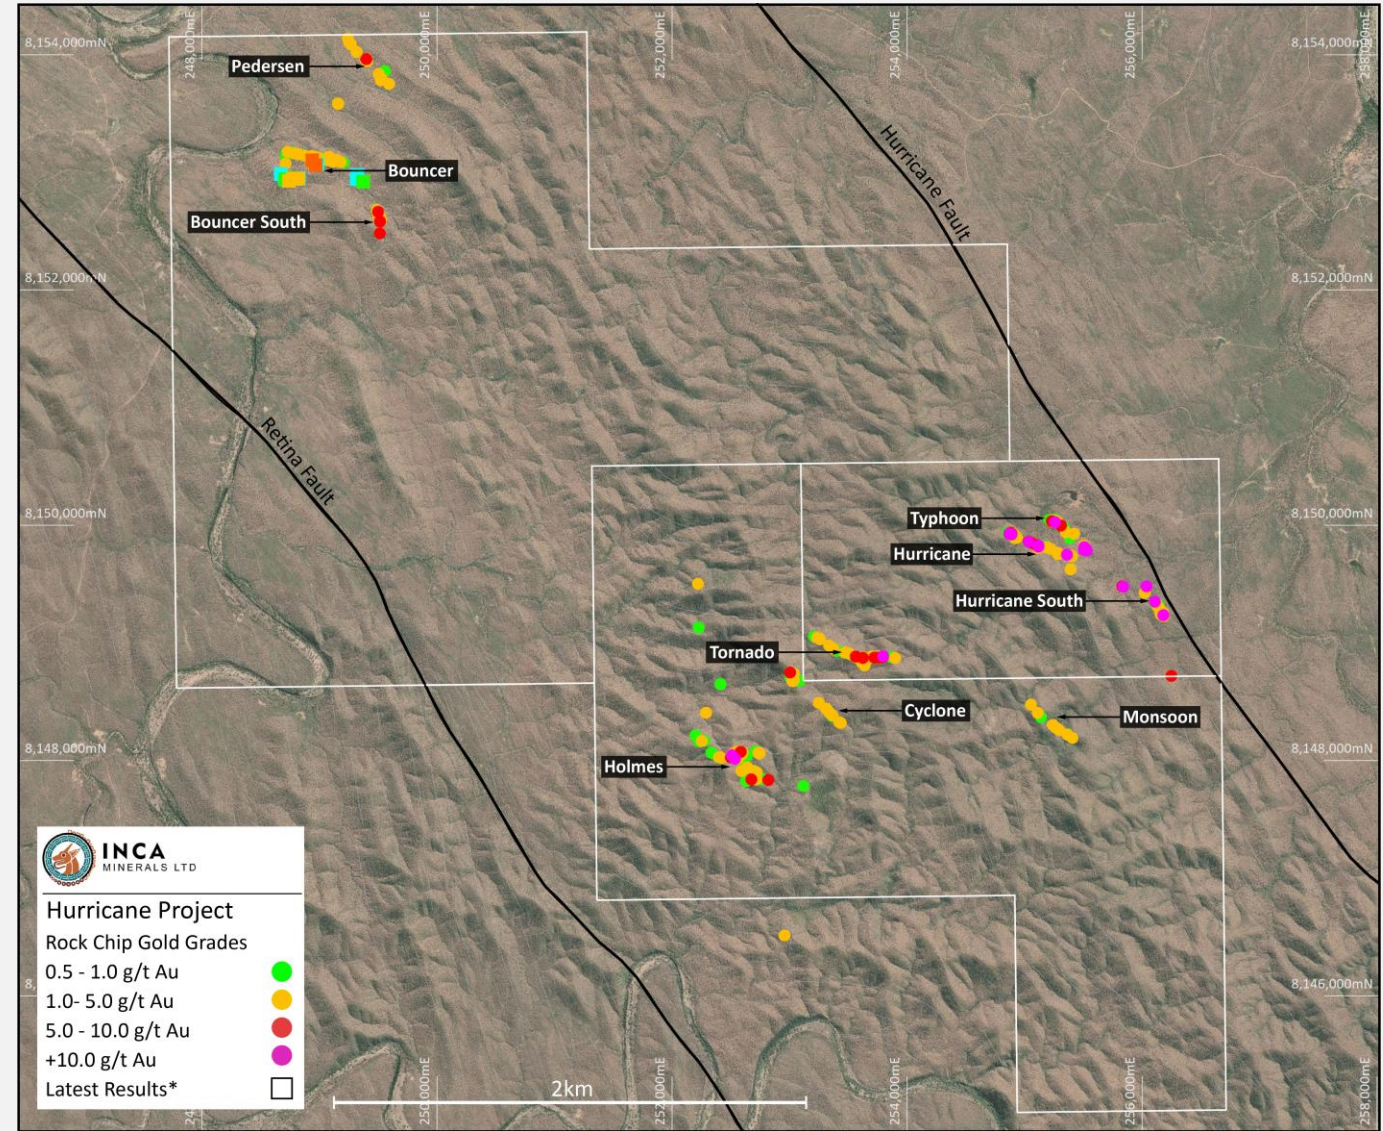 8,154,000mN
248,000mE
250,000mE
252,000mE
254,000mE
256,000mE
8,154,000mN
258,000mE
Pedersen
Hurricane Fault
Bouncer
Bouncer South
8,152,000mN
8,152,000mN
Retina Fault
8,150,000mN
Typhoon
8,150,000mN
Hurricane
Hurricane South
Tornado
Cyclone
Monsoon
8,148,000mN
8,148,000mN
Holmes
INCA
MINERALS LTD
Hurricane Project
Rock Chip Gold Grades
0.5 - 1.0 g/t Au
1.0- 5.0 g/t Au
5.0 - 10.0 g/t Au
+10.0 g/t Au
Latest Results*
8,146,000mN
2km
250,000mE
252,000mE
254,000mE
256,000mE
258,000mE